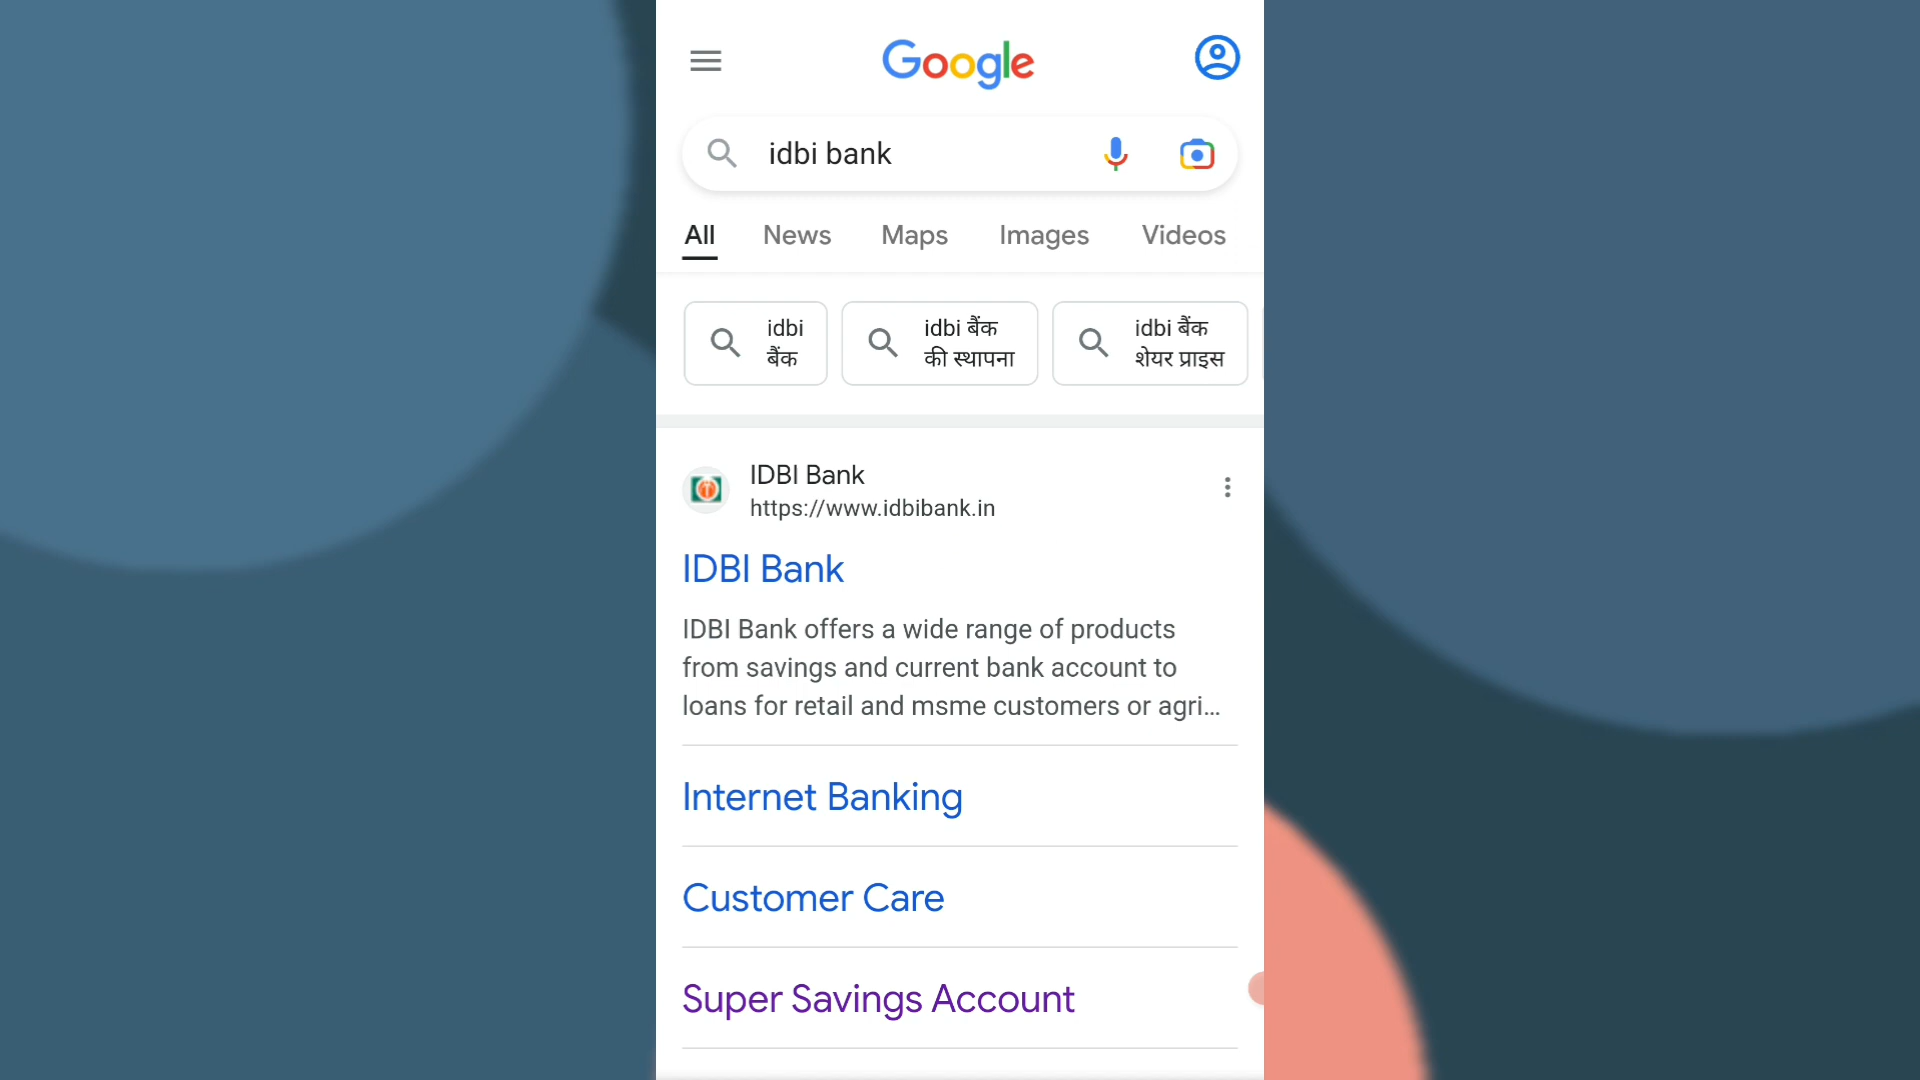 Google
idbi bank
All News Maps Images Videos
idbi
बैंक
idbi बैंक
की स्थापना
idbi बैंक
शेयर प्राइस
IDBI Bank
https://www.idbibank.in
IDBI Bank
IDBI Bank offers a wide range of products
from savings and current bank account to
loans for retail and msme customers or agri...
Internet Banking
Customer Care
Super Savings Account